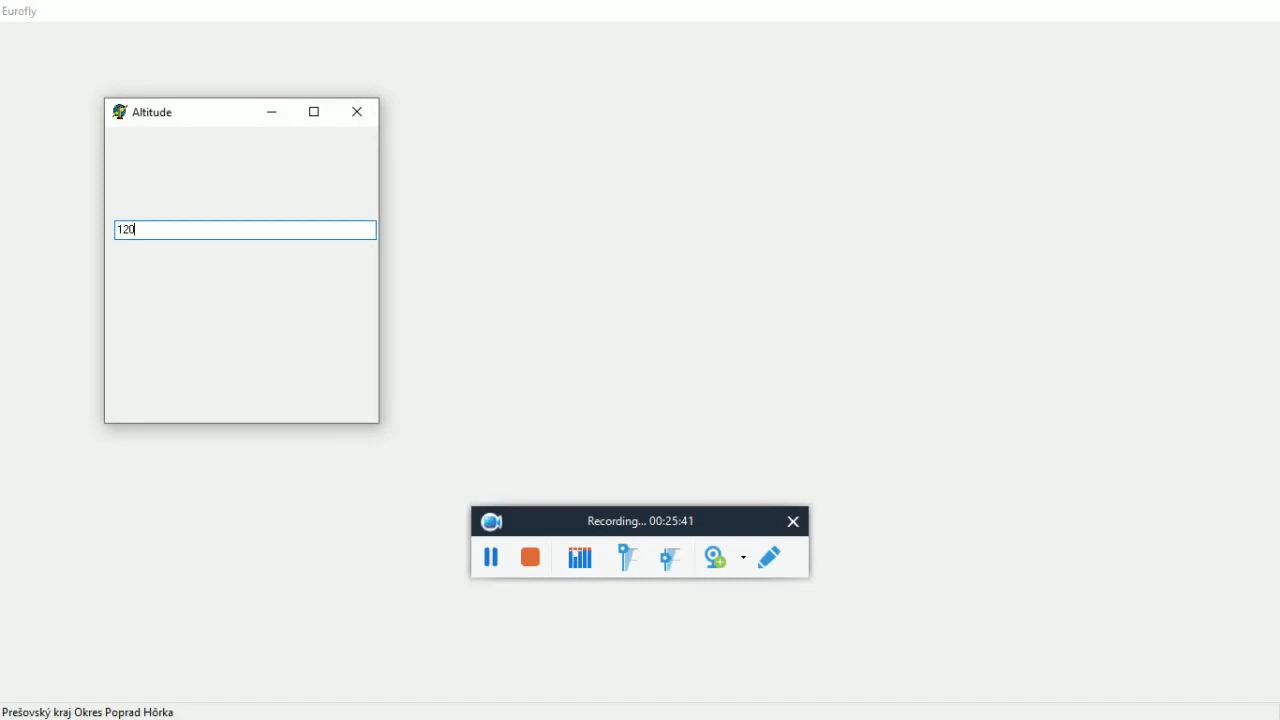 Eurofly
Altitude
120
Recording... 00:25:41
Prešovský kraj Okres Poprad Hôrka